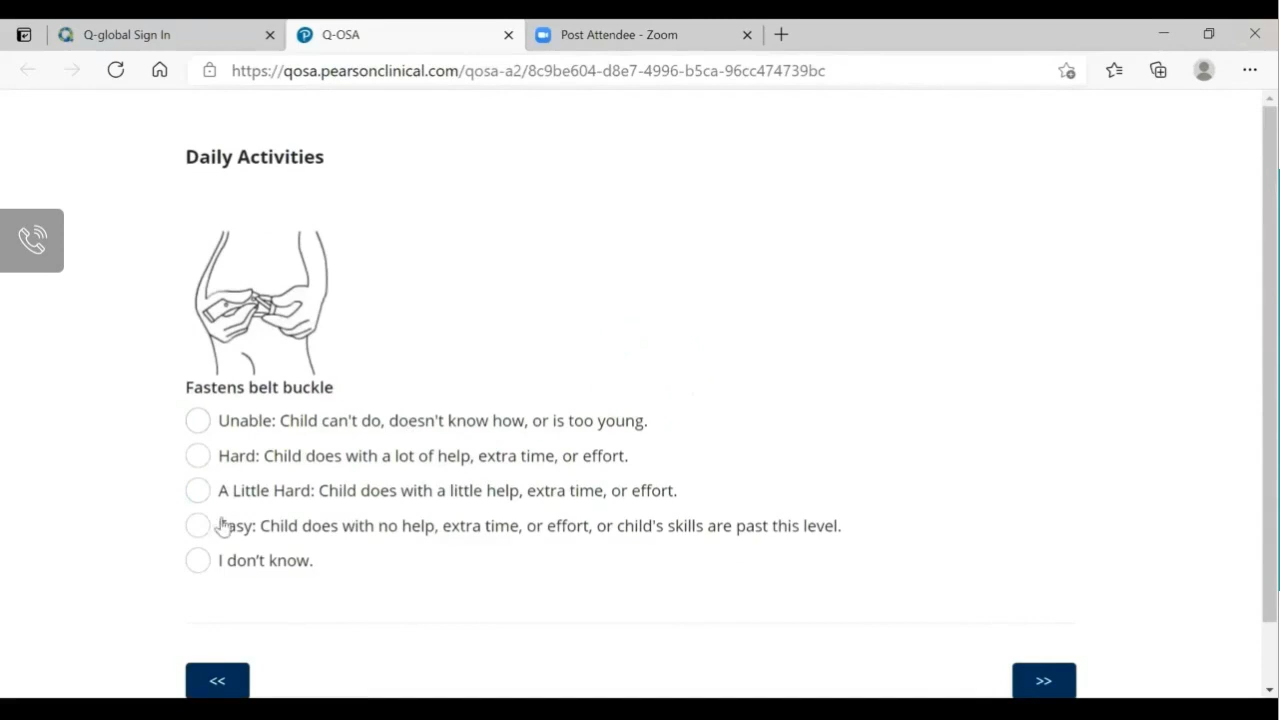 Q-global Sign In
Q-OSA
Post Attendee - Zoom
https://qosa.pearsonclinical.com/qosa-a2/8c9be604-d8e7-4996-b5ca-96cc474739bc
Daily Activities
Fastens belt buckle
Unable: Child can't do, doesn't know how, or is too young.
Hard: Child does with a lot of help, extra time, or effort.
A Little Hard: Child does with a little help, extra time, or effort.
Easy: Child does with no help, extra time, or effort, or child's skills are past this level.
I don’t know.
<<
>>